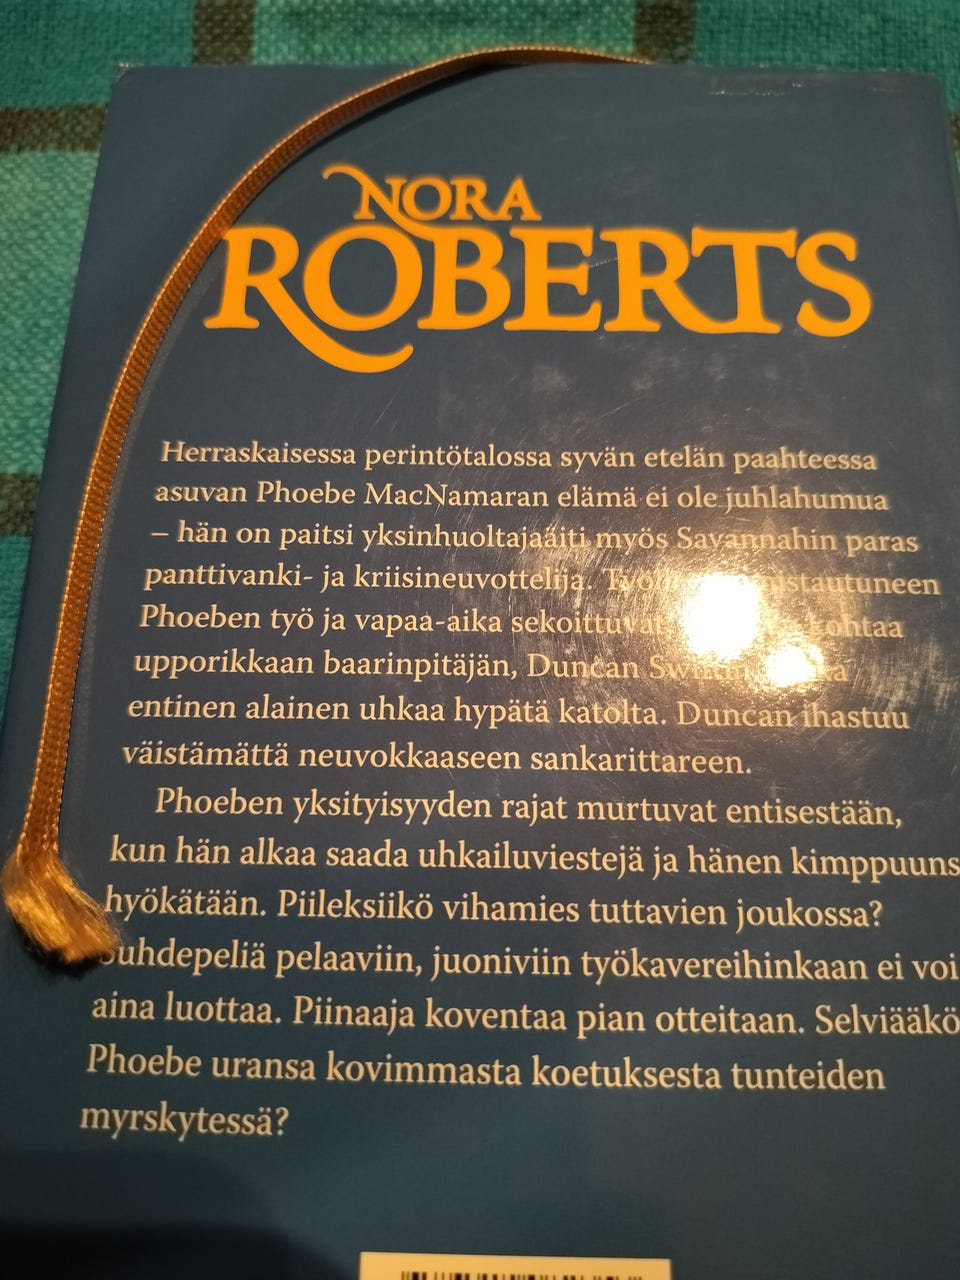 NORA
ROBERTS
Herraskaisessa perintötalossa syvän etelän paahteessa
asuvan Phoebe MacNamaran elämä ei ole juhlahumua
– hän on paitsi yksinhuoltajaäiti myös Savannahin paras
panttivanki- ja kriisineuvottelija.
Phoeben työ ja vapaa-aika sekoittuvat
upporikkaan baarinpitäjän, Duncan
entinen alainen uhkaa hypätä katolta. Duncan ihastuu
väistämättä neuvokkaaseen sankarittareen.
Phoeben yksityisyyden rajat murtuvat entisestään,
kun hän alkaa saada uhkailuviestejä ja hänen kimppuuns
hyökätään. Piileksiikö vihamies tuttavien joukossa?
Suhdepeliä pelaaviin, juoniviin työkavereihinkaan ei voi
aina luottaa. Piinaaja koventaa pian otteitaan. Selviääkö
Phoebe uransa kovimmasta koetuksesta tunteiden
myrskytessä?